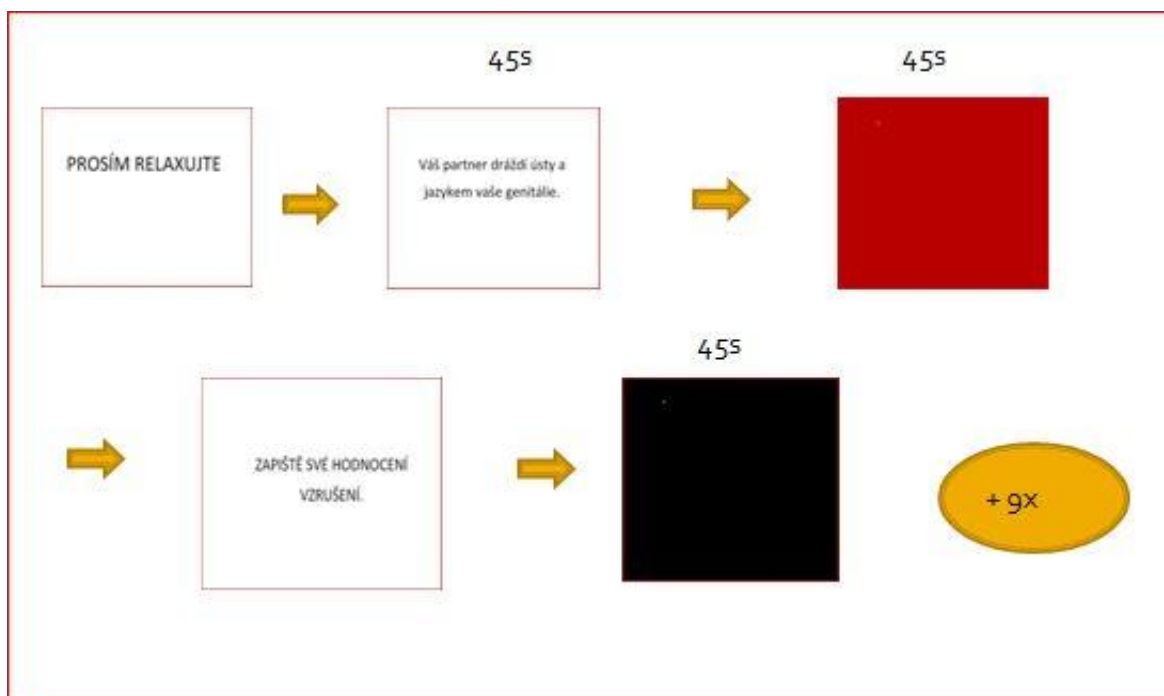 45s
45s
PROSÍM RELAXUJTE
Váš partner dráždí ústy a
jazykem vaše genitálie.
45s
ZAPIŠTĚ SVÉ HODNOCENÍ
VZRUŠENÍ.
+ 9x